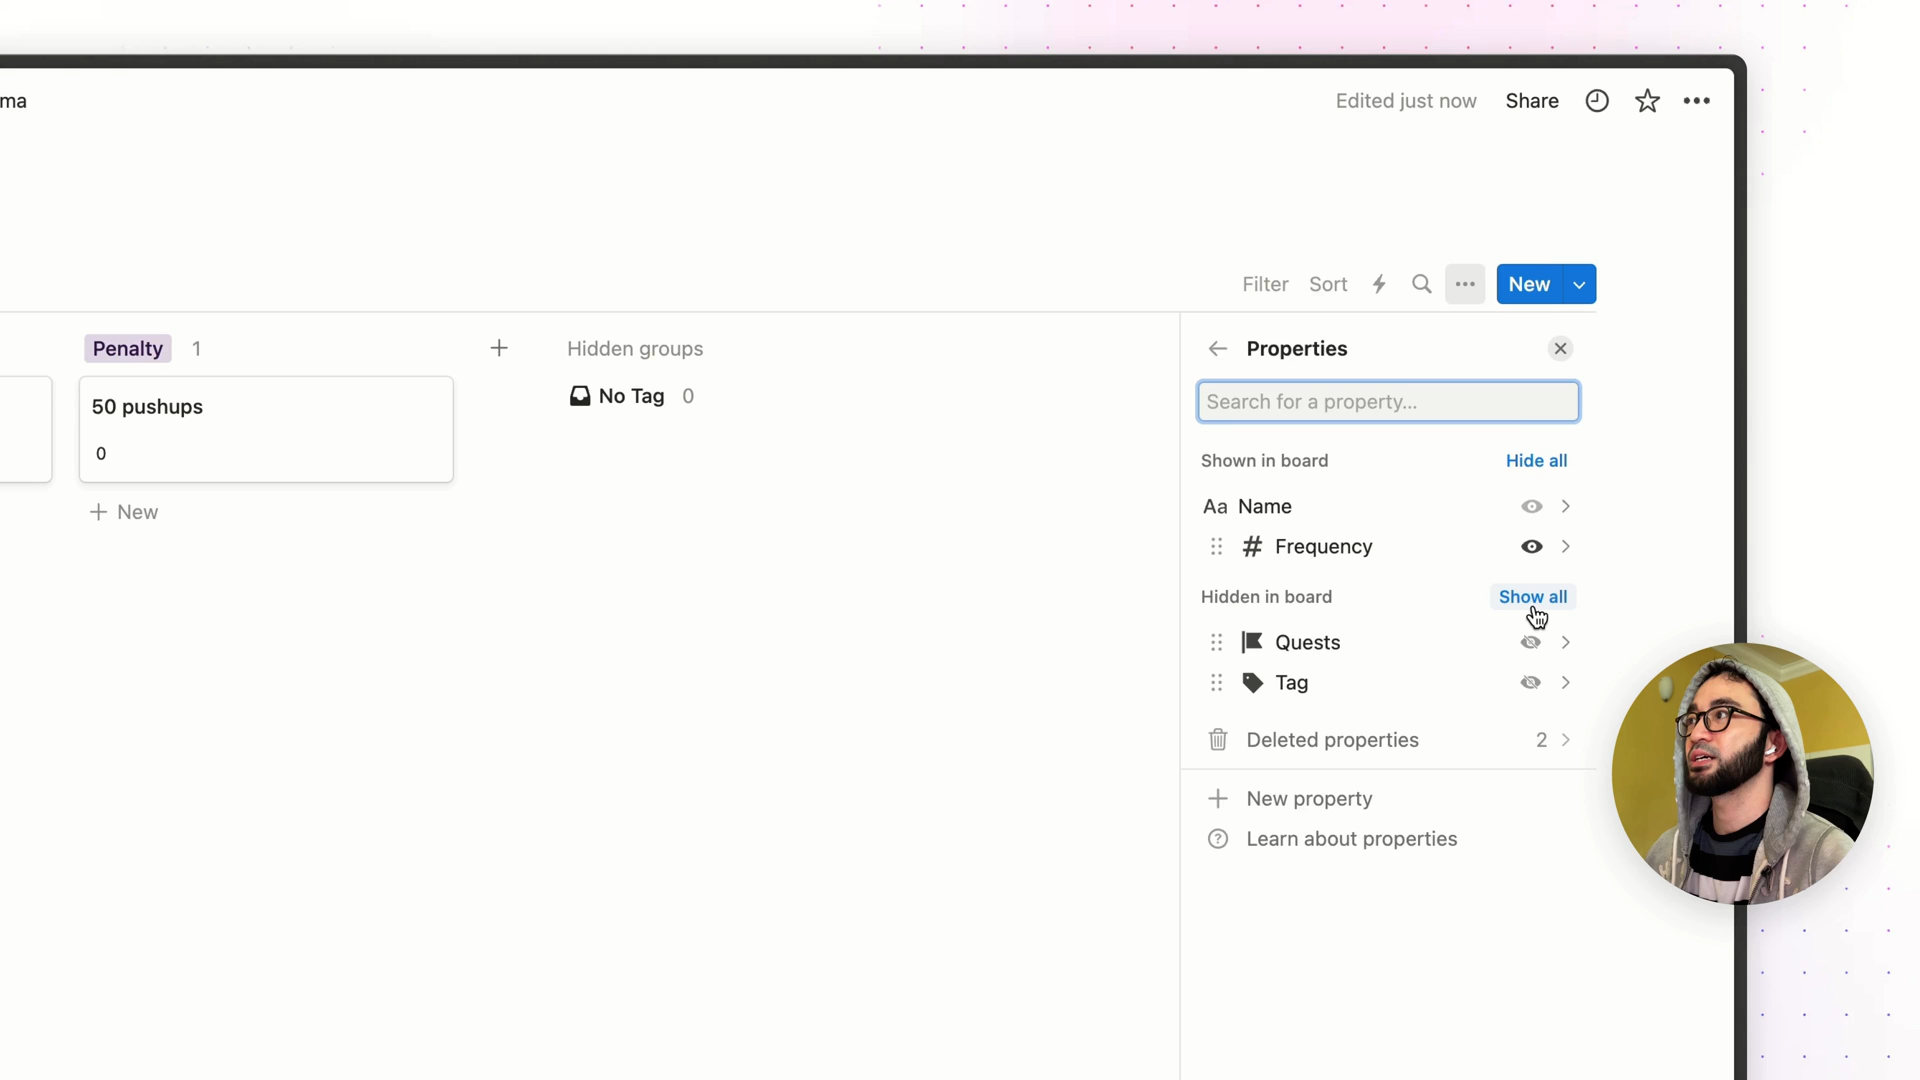 ma
Edited just now Share
Filter Sort New
Penalty 1
50 pushups
0
New
Hidden groups
No Tag 0
Properties
Search for a property...
Shown in board Hide all
Aa Name
# Frequency
Hidden in board Show all
Quests
Tag
Deleted properties 2
New property
Learn about properties